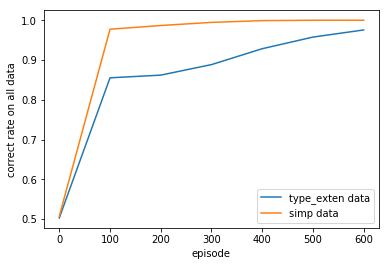 1.0
0.9
0.8
0.7
0.6
0.5
correct rate on all data
0 100 200 300 400 500 600
episode
type_exten data
simp data